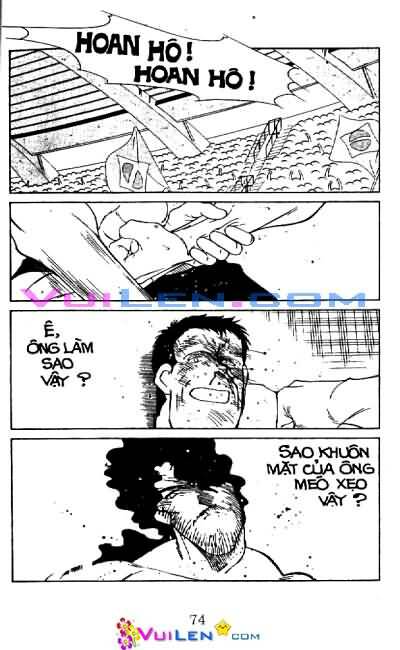 HOAN HÔ!
HOAN HÔ!
VUILEN.COM
Ê,
ÔNG LÀM
SAO
VẬY?
SAO KHUÔN
MẶT CỦA ÔNG
MÉO XẸO
VẬY?
74
VUILEN.COM